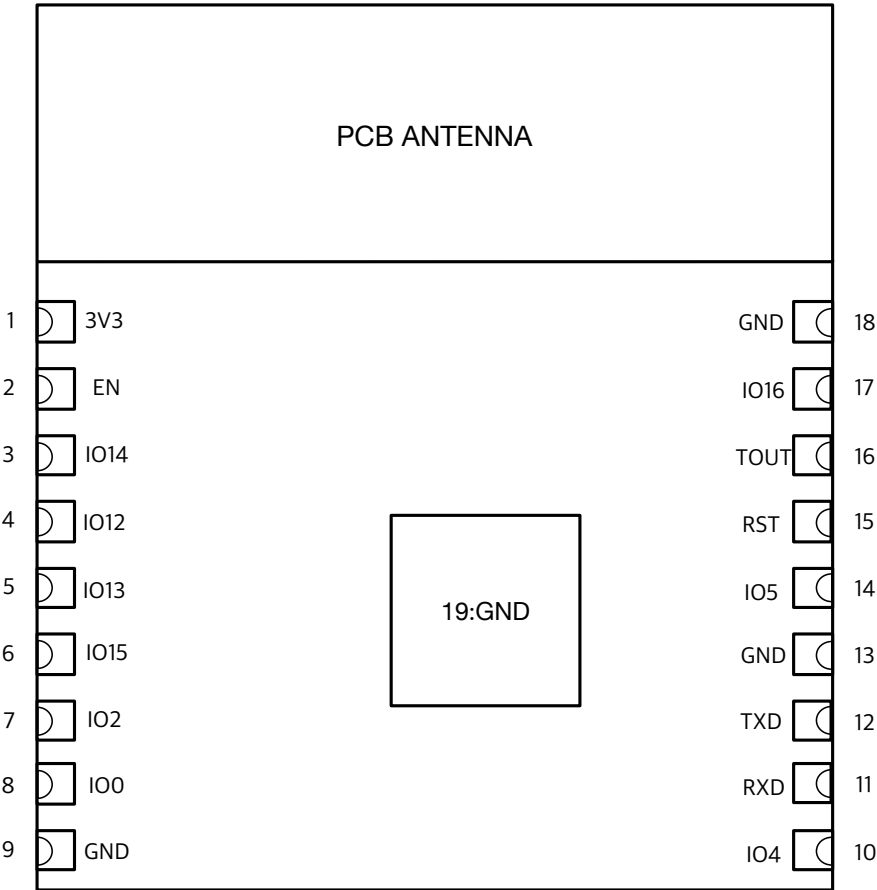 PCB ANTENNA
1 3V3 GND 18
2 EN IO16 17
3 IO14 TOUT 16
4 IO12 RST 15
5 IO13 IO5 14
19:GND
6 IO15 GND 13
7 IO2 TXD 12
8 IO0 RXD 11
9 GND IO4 10